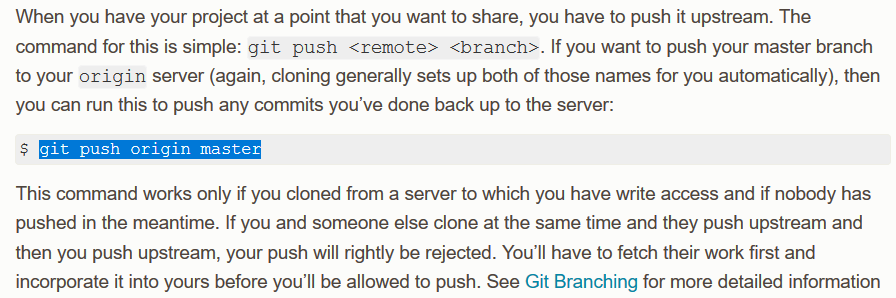 When you have your project at a point that you want to share, you have to push it upstream. The
command for this is simple: git push <remote> <branch>. If you want to push your master branch
to your origin server (again, cloning generally sets up both of those names for you automatically), then
you can run this to push any commits you’ve done back up to the server:
$ git push origin master
This command works only if you cloned from a server to which you have write access and if nobody has
pushed in the meantime. If you and someone else clone at the same time and they push upstream and
then you push upstream, your push will rightly be rejected. You’ll have to fetch their work first and
incorporate it into yours before you’ll be allowed to push. See Git Branching for more detailed information